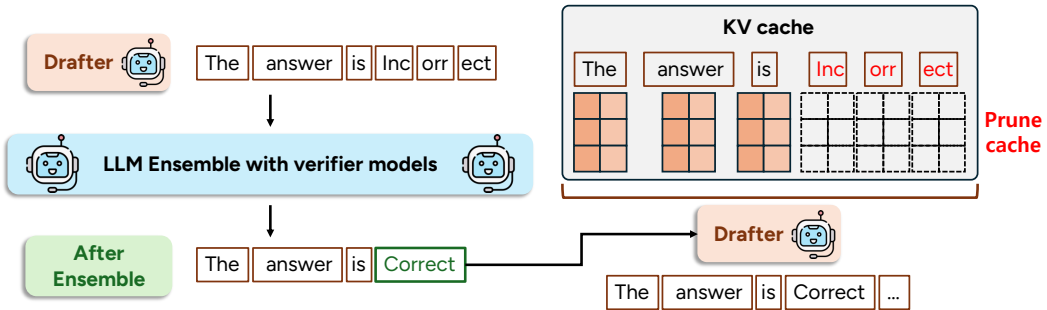 Drafter
The answer is Inc orr ect
LLM Ensemble with verifier models
After
Ensemble
The answer is Correct
KV cache
The answer is Inc orr ect
Prune
cache
Drafter
The answer is Correct ...